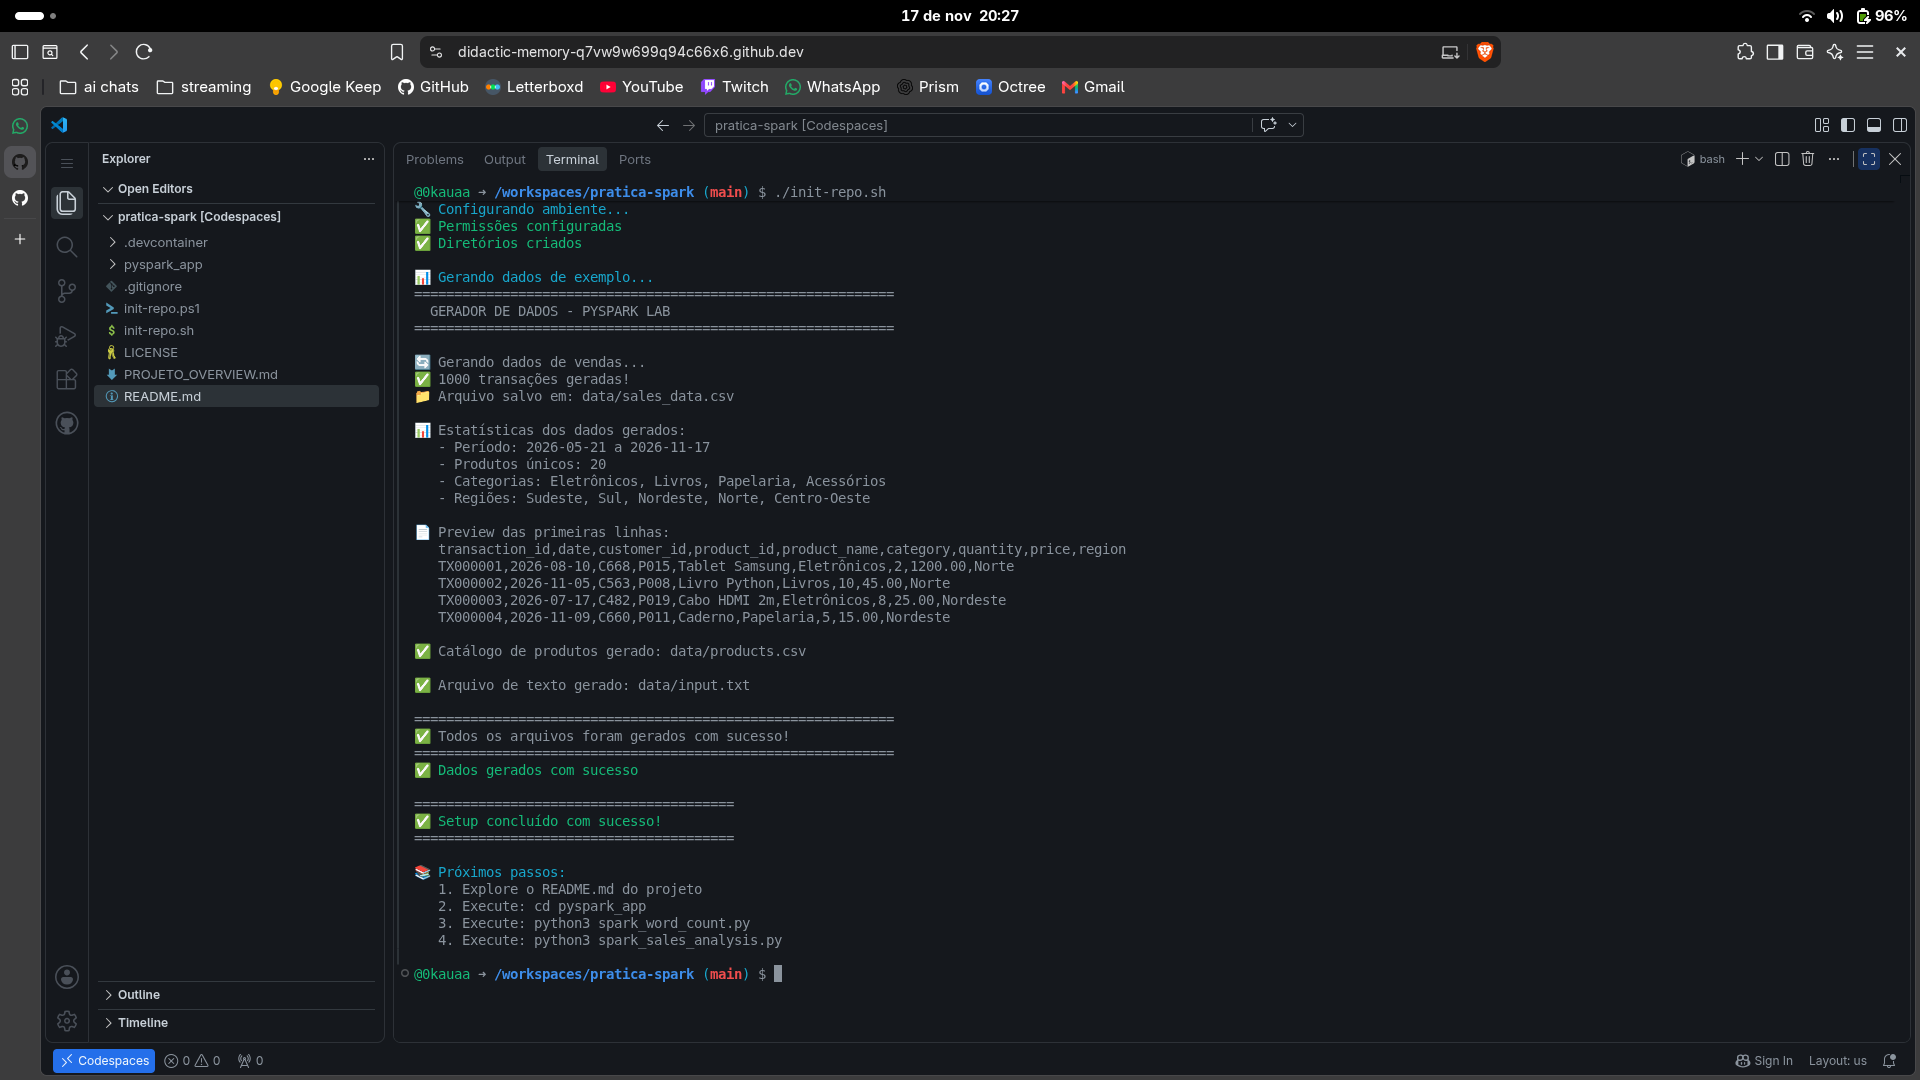 17 de nov 20:27
96%
didactic-memory-q7vw9w699q94c66x6.github.dev
ai chats
streaming
Google Keep
GitHub
Letterboxd
YouTube
Twitch
WhatsApp
Prism
Octree
Gmail
pratica-spark [Codespaces]
Explorer
Open Editors
pratica-spark [Codespaces]
.devcontainer
pyspark_app
.gitignore
init-repo.ps1
init-repo.sh
LICENSE
PROJETO_OVERVIEW.md
README.md
Outline
Timeline
Problems Output Terminal Ports
bash
@0kauaa → /workspaces/pratica-spark (main) $ ./init-repo.sh
🔧 Configurando ambiente...
✅ Permissões configuradas
✅ Diretórios criados
📊 Gerando dados de exemplo...
============================================================
GERADOR DE DADOS - PYSPARK LAB
============================================================
🔄 Gerando dados de vendas...
✅ 1000 transações geradas!
📁 Arquivo salvo em: data/sales_data.csv
📊 Estatísticas dos dados gerados:
- Período: 2026-05-21 a 2026-11-17
- Produtos únicos: 20
- Categorias: Eletrônicos, Livros, Papelaria, Acessórios
- Regiões: Sudeste, Sul, Nordeste, Norte, Centro-Oeste
📄 Preview das primeiras linhas:
transaction_id,date,customer_id,product_id,product_name,category,quantity,price,region
TX000001,2026-08-10,C668,P015,Tablet Samsung,Eletrônicos,2,1200.00,Norte
TX000002,2026-11-05,C563,P008,Livro Python,Livros,10,45.00,Norte
TX000003,2026-07-17,C482,P019,Cabo HDMI 2m,Eletrônicos,8,25.00,Nordeste
TX000004,2026-11-09,C660,P011,Caderno,Papelaria,5,15.00,Nordeste
✅ Catálogo de produtos gerado: data/products.csv
✅ Arquivo de texto gerado: data/input.txt
============================================================
✅ Todos os arquivos foram gerados com sucesso!
============================================================
✅ Dados gerados com sucesso
========================================
✅ Setup concluído com sucesso!
========================================
📚 Próximos passos:
1. Explore o README.md do projeto
2. Execute: cd pyspark_app
3. Execute: python3 spark_word_count.py
4. Execute: python3 spark_sales_analysis.py
@0kauaa → /workspaces/pratica-spark (main) $
Codespaces 0 0 0
Sign In Layout: us